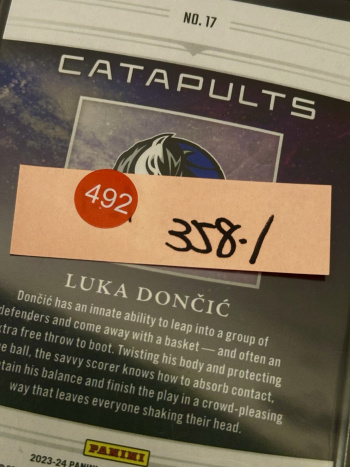 NO. 17
CATAPULTS
492
358.1
LUKA DONČIĆ
Dončić has an innate ability to leap into a group of
defenders and come away with a basket — and often an
xtra free throw to boot. Twisting his body and protecting
e ball, the savvy scorer knows how to absorb contact,
tain his balance and finish the play in a crowd-pleasing
way that leaves everyone shaking their head.
PANINI
2023-24 PANINI